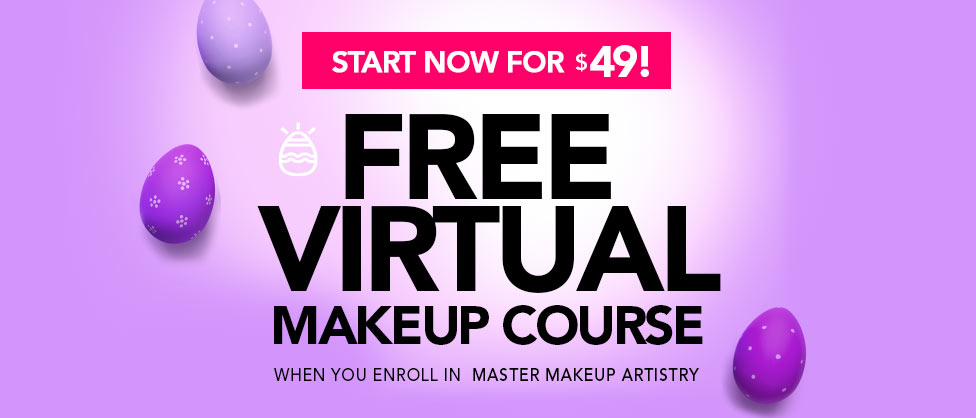 START NOW FOR $49!
FREE
VIRTUAL
MAKEUP COURSE
WHEN YOU ENROLL IN MASTER MAKEUP ARTISTRY